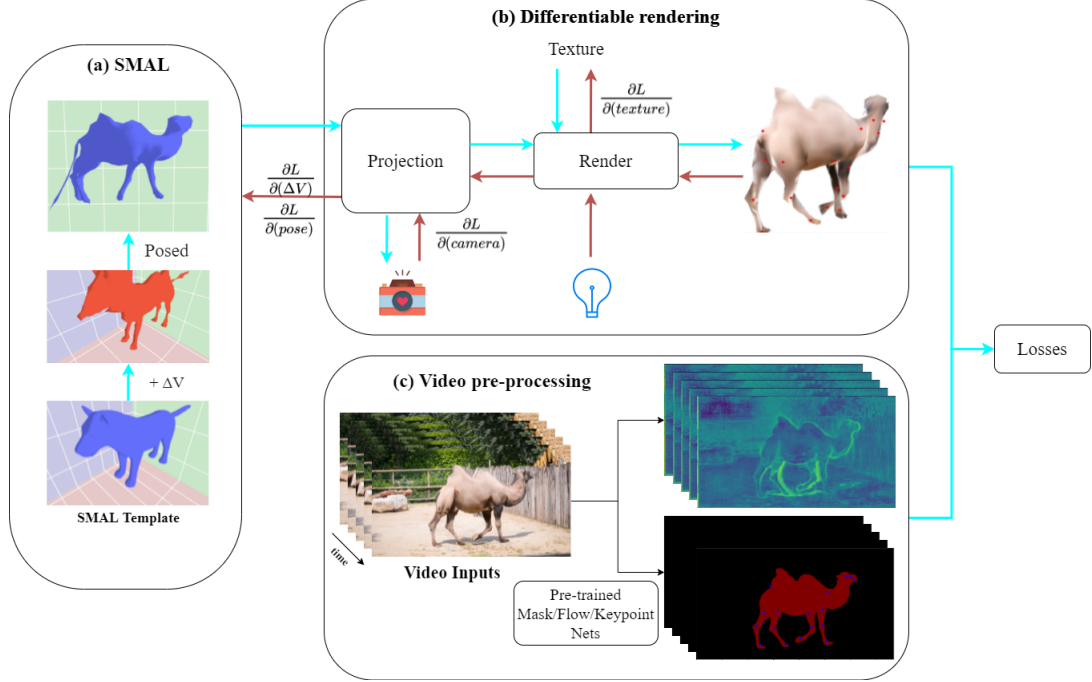 (a) SMAL
Posed
+ ΔV
SMAL Template
(b) Differentiable rendering
Texture
∂L
∂(texture)
Projection
Render
∂L
∂(ΔV)
∂L
∂(pose)
∂L
∂(camera)
Losses
(c) Video pre-processing
time
Video Inputs
Pre-trained
Mask/Flow/Keypoint
Nets